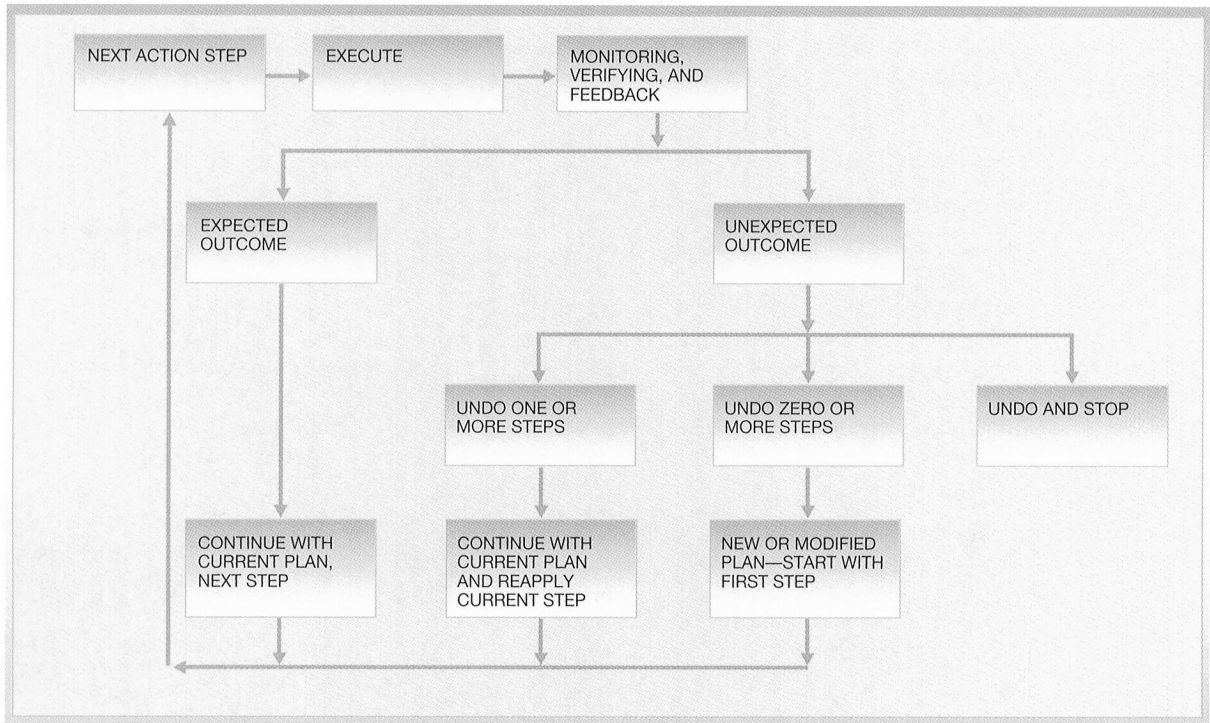 NEXT ACTION STEP
EXECUTE
MONITORING,
VERIFYING, AND
FEEDBACK
EXPECTED
OUTCOME
UNEXPECTED
OUTCOME
UNDO ONE OR
MORE STEPS
UNDO ZERO OR
MORE STEPS
UNDO AND STOP
CONTINUE WITH
CURRENT PLAN,
NEXT STEP
CONTINUE WITH
CURRENT PLAN
AND REAPPLY
CURRENT STEP
NEW OR MODIFIED
PLAN—START WITH
FIRST STEP